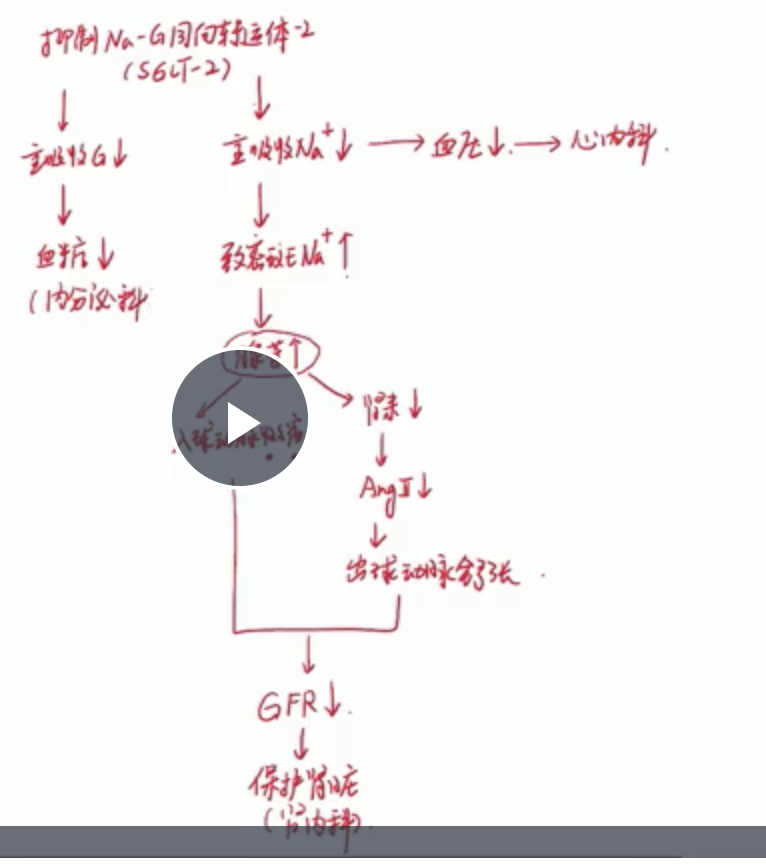 抑制Na-G同向转运体-2
(SGLT-2)
重吸收G↓
重吸收Na⁺↓ → 血压↓. → 心内科.
血糖↓
(内分泌科
致密斑Na⁺↑
腺苷↑
入球动脉收缩
肾素↓
AngⅡ↓
出球动脉舒张
GFR↓.
保护肾脏
(肾内科).